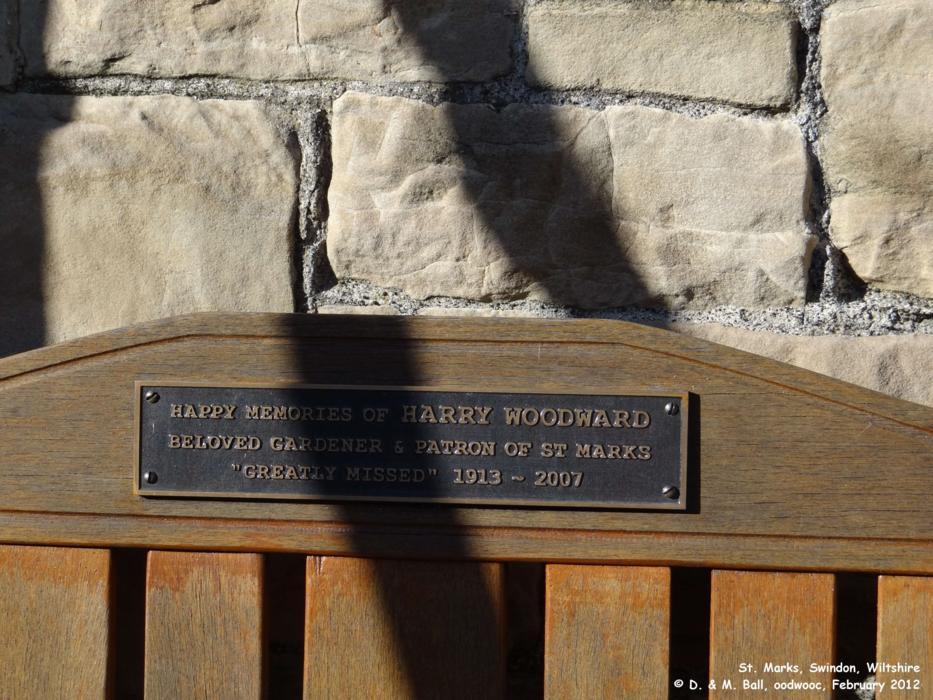 HAPPY MEMORIES OF HARRY WOODWARD
BELOVED GARDENER & PATRON OF ST MARKS
"GREATLY MISSED" 1913 ~ 2007
St. Marks, Swindon, Wiltshire
© D. & M. Ball, oodwooc, February 2012